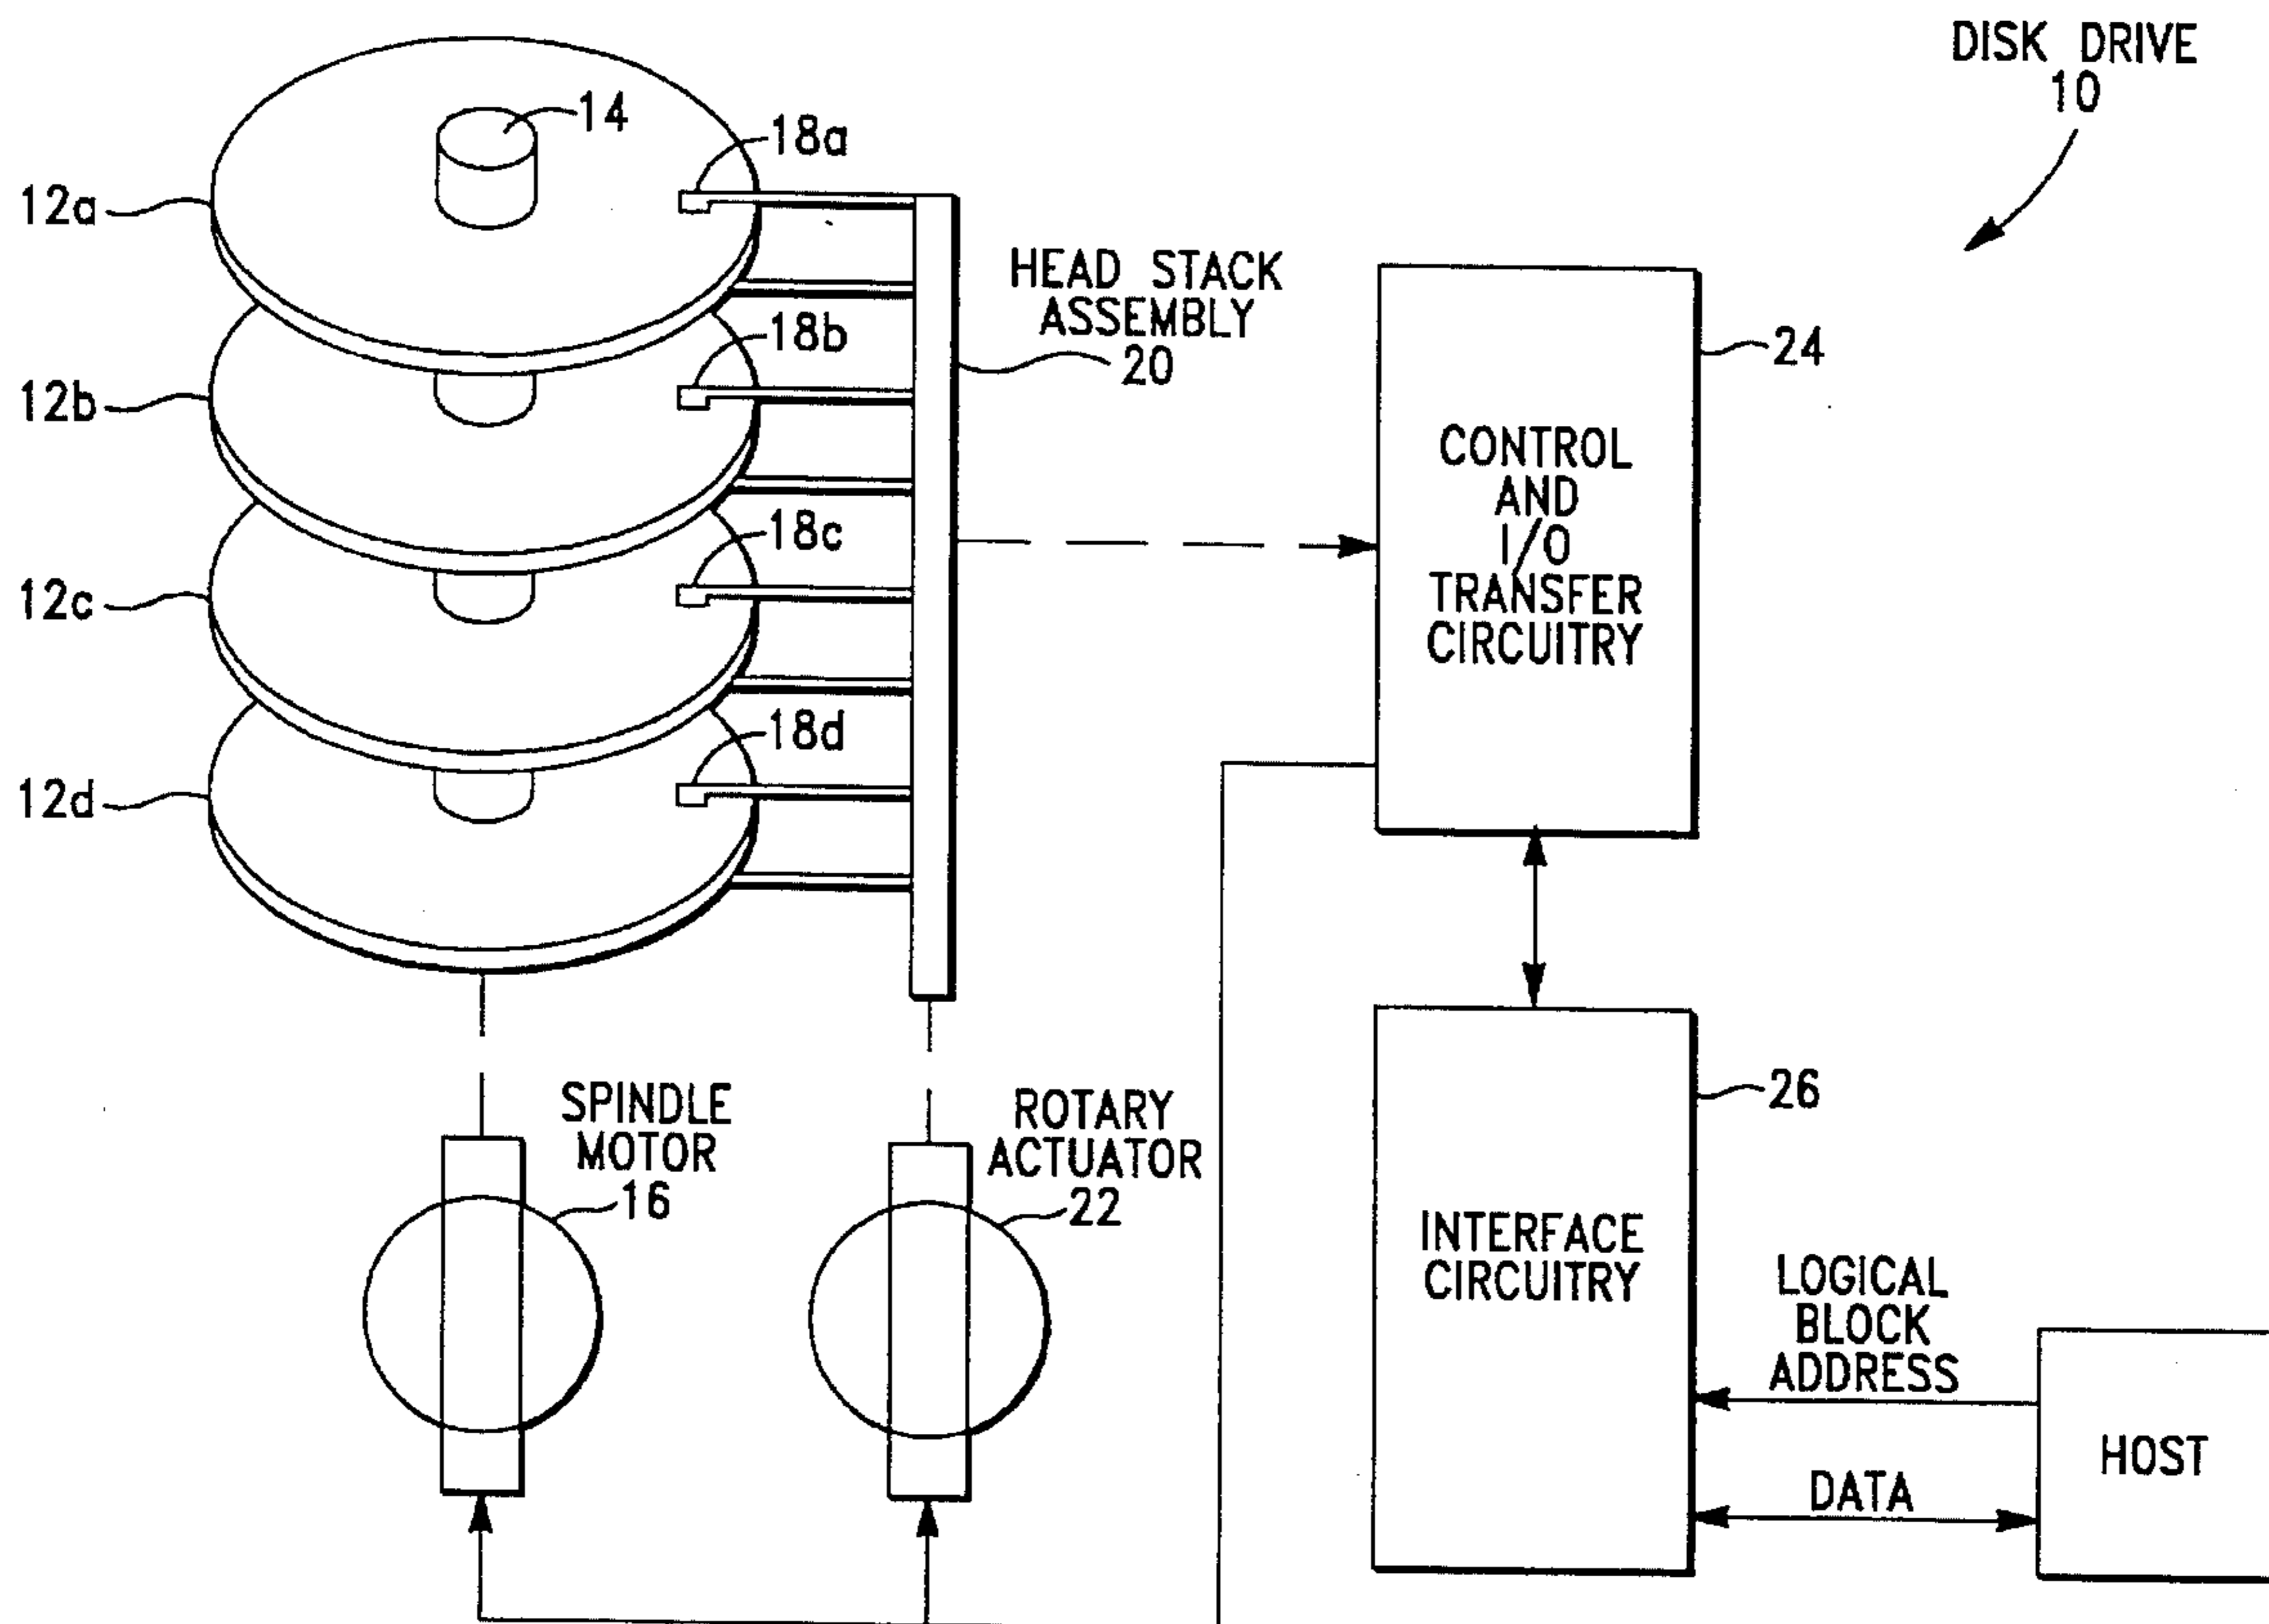 DISK DRIVE
10
14
18a
12a
HEAD STACK
ASSEMBLY
20
18b
12b
24
CONTROL
AND
I/O
TRANSFER
CIRCUITRY
18c
12c
18d
12d
SPINDLE
MOTOR
16
ROTARY
ACTUATOR
22
26
INTERFACE
CIRCUITRY
LOGICAL
BLOCK
ADDRESS
DATA
HOST